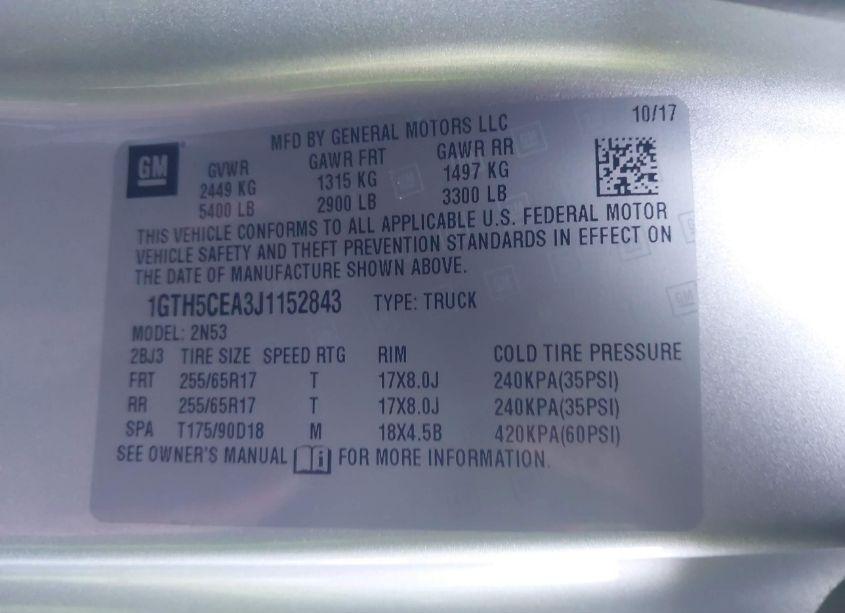 MFD BY GENERAL MOTORS LLC 10/17
GM
GVWR GAWR FRT GAWR RR
2449 KG 1315 KG 1497 KG
5400 LB 2900 LB 3300 LB
THIS VEHICLE CONFORMS TO ALL APPLICABLE U.S. FEDERAL MOTOR
VEHICLE SAFETY AND THEFT PREVENTION STANDARDS IN EFFECT ON
THE DATE OF MANUFACTURE SHOWN ABOVE.
1GTH5CEA3J1152843 TYPE: TRUCK
MODEL: 2N53
2BJ3 TIRE SIZE SPEED RTG RIM COLD TIRE PRESSURE
FRT 255/65R17 T 17X8.0J 240KPA(35PSI)
RR 255/65R17 T 17X8.0J 240KPA(35PSI)
SPA T175/90D18 M 18X4.5B 420KPA(60PSI)
SEE OWNER'S MANUAL i FOR MORE INFORMATION.